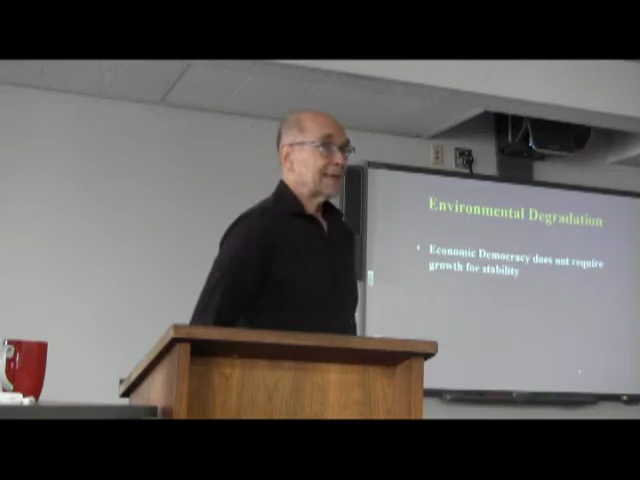 Environmental Degradation
• Economic Democracy does not require
growth for stability